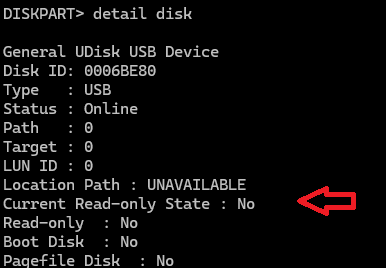 DISKPART> detail disk
General UDisk USB Device
Disk ID: 0006BE80
Type   : USB
Status : Online
Path   : 0
Target : 0
LUN ID : 0
Location Path : UNAVAILABLE
Current Read-only State : No
Read-only  : No
Boot Disk  : No
Pagefile Disk  : No